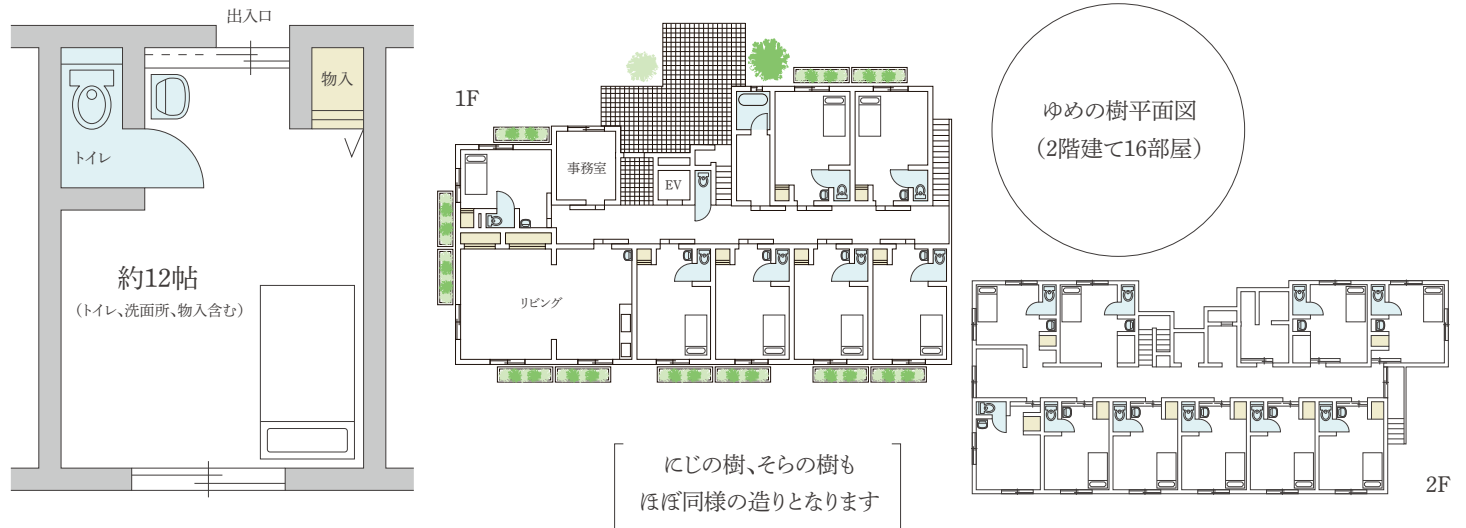 出入口
物入
トイレ
約12帖
(トイレ、洗面所、物入含む)
1F
事務室
EV
リビング
ゆめの樹平面図
(2階建て16部屋)
にじの樹、そらの樹も
ほぼ同様の造りとなります
2F